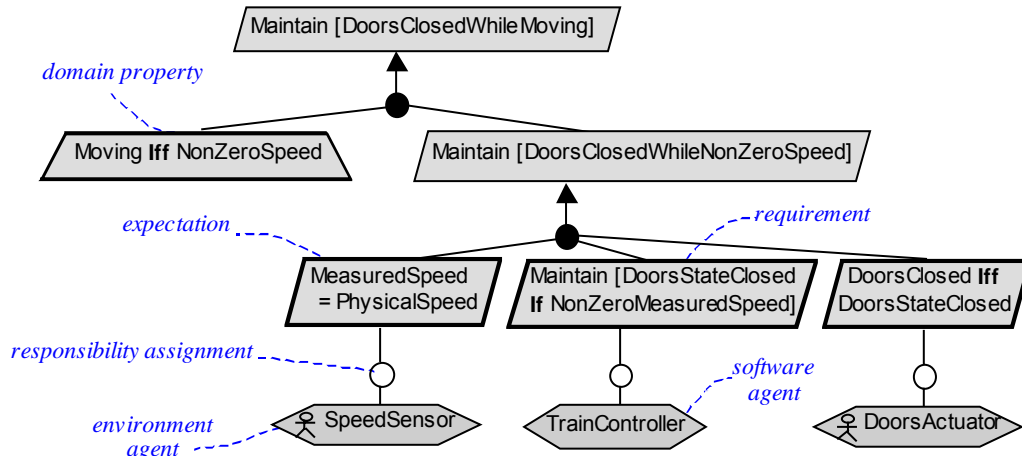 Maintain [DoorsClosedWhileMoving]
domain property
Moving Iff NonZeroSpeed
Maintain [DoorsClosedWhileNonZeroSpeed]
expectation
requirement
MeasuredSpeed
= PhysicalSpeed
Maintain [DoorsStateClosed
If NonZeroMeasuredSpeed]
DoorsClosed Iff
DoorsStateClosed
responsibility assignment
software
agent
environment
agent
SpeedSensor
TrainController
DoorsActuator